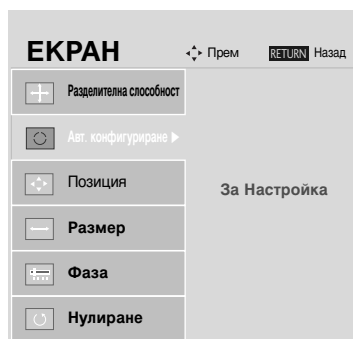 ЕКРАН Прем RETURN Назад
Разделителна способност
Авт. конфигуриране
Позиция
За Настройка
Размер
Фаза
Нулиране